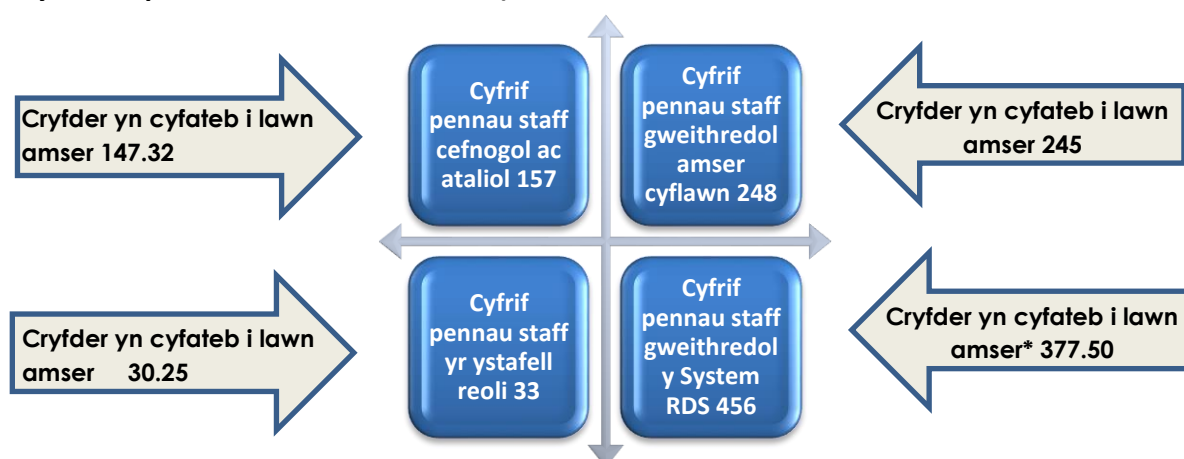 Cryfder yn cyfateb i lawn
amser 147.32
Cyfrif
pennau staff
cefnogol ac
ataliol 157
Cyfrif
pennau staff
gweithredol
amser
cyflawn 248
Cryfder yn cyfateb i lawn
amser 245
Cryfder yn cyfateb i lawn
amser 30.25
Cyfrif
pennau staff
yr ystafell
reoli 33
Cyfrif
pennau staff
gweithredol
y System
RDS 456
Cryfder yn cyfateb i lawn
amser* 377.50